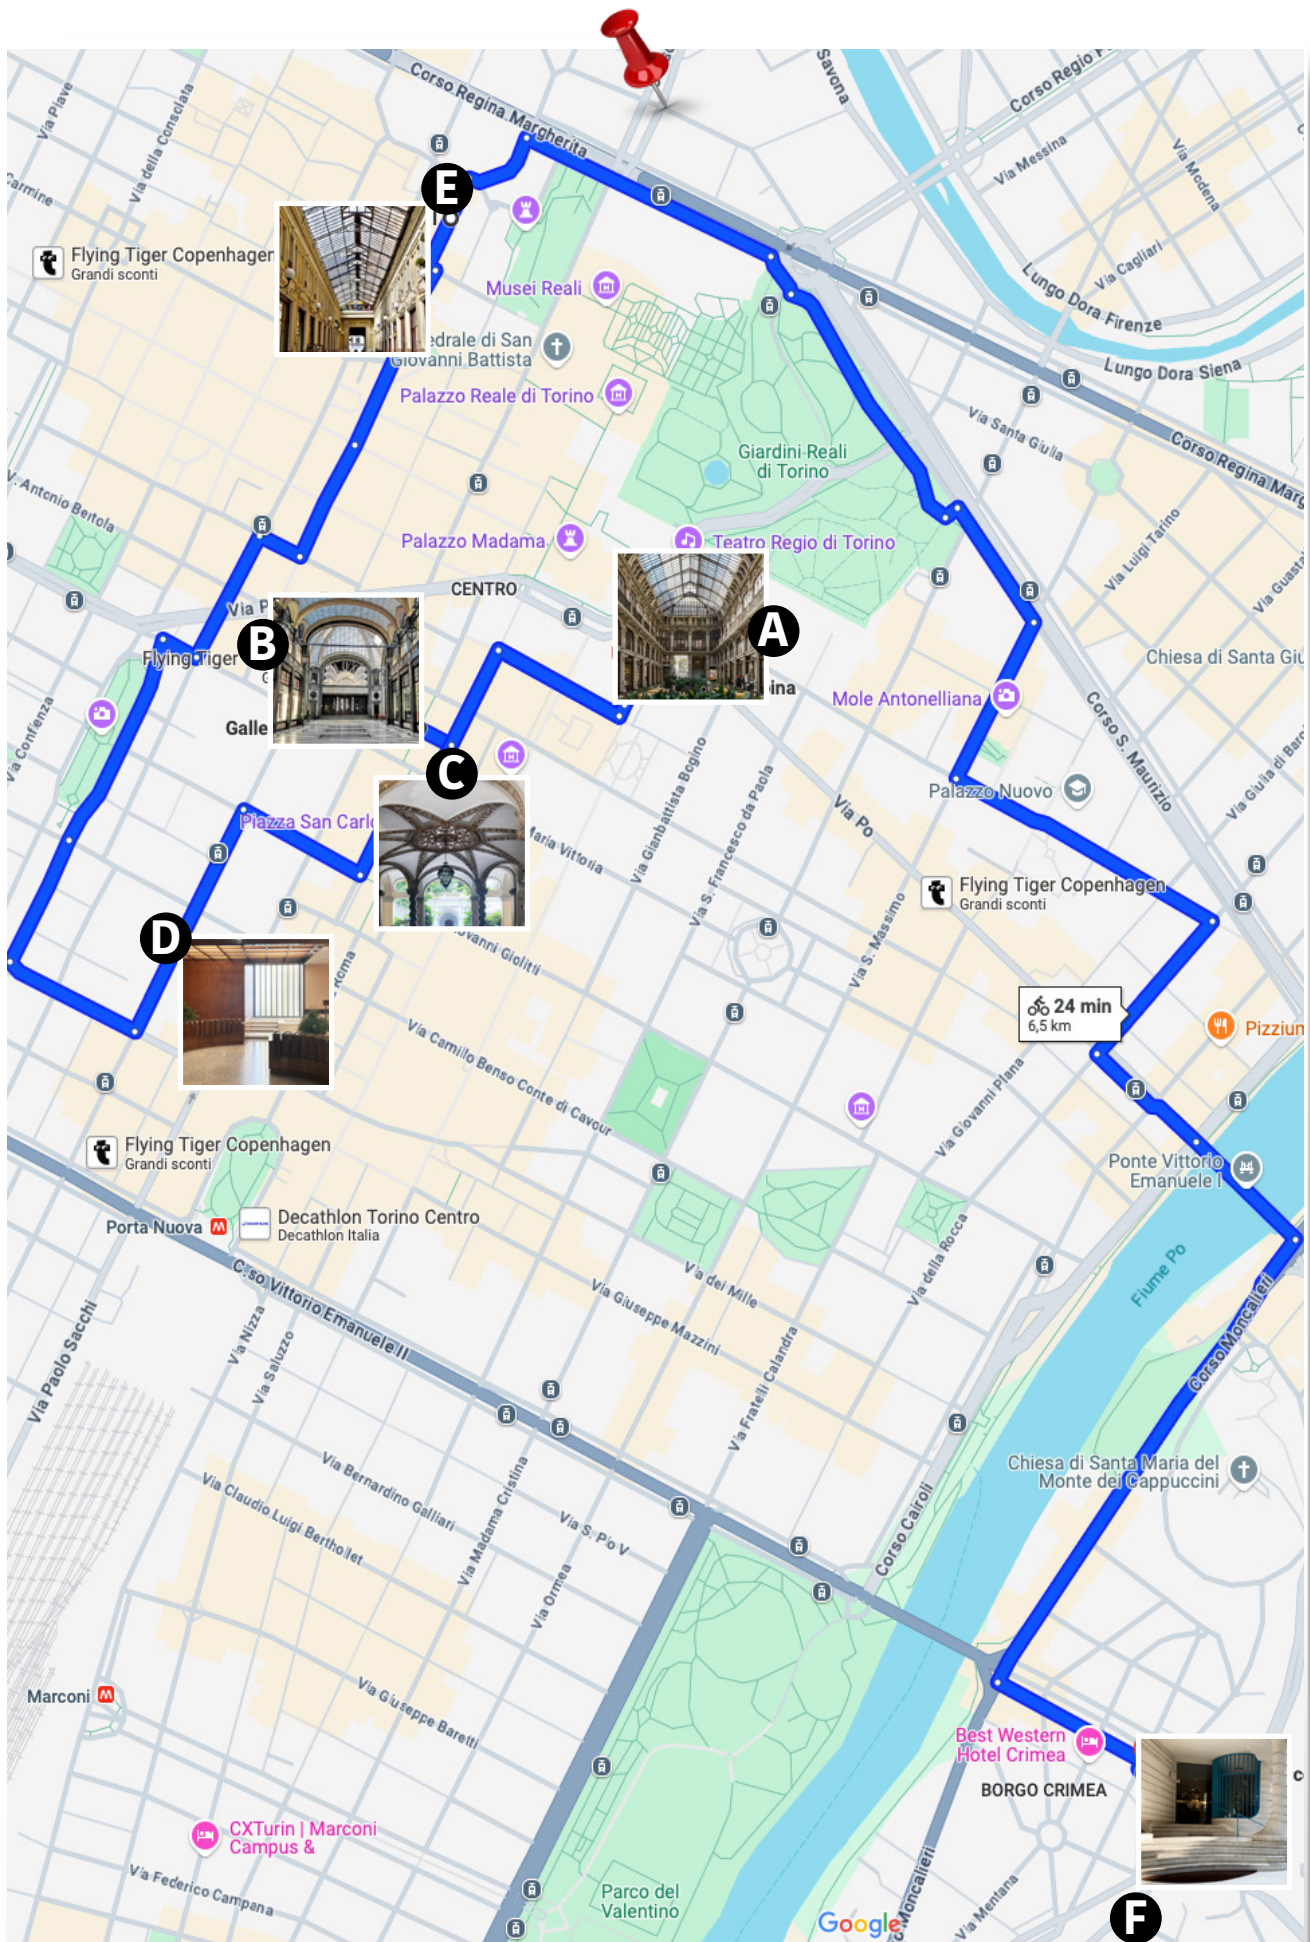 Corso Regina Margherita
Savona
Corso Regio P
Via Piave
Via della Consolata
Carmine
Via Messina
Via Modena
E
Flying Tiger Copenhagen
Grandi sconti
Musei Reali
Via Cagliari
Lungo Dora Firenze
Lungo Dora Siena
edrale di San
Giovanni Battista
Palazzo Reale di Torino
Via Santa Giulia
Corso Regina Marg
Giardini Reali
di Torino
V. Antonio Bertola
Palazzo Madama
Teatro Regio di Torino
Via Luigi Tarino
Via Guasta
CENTRO
Via P
B
A
Flying Tiger
G
Chiesa di Santa Giu
ina
Mole Antonelliana
Galle
Via Confienza
Corso S. Maurizio
Via Giulia di Baro
C
Palazzo Nuovo
Piazza San Carlo
Via Po
Maria Vittoria
Via Gianbattista Bogino
Via S. Francesco da Paola
Flying Tiger Copenhagen
Grandi sconti
Via S. Massimo
D
ovanni Giolitti
Roma
24 min
6,5 km
Pizzium
Via Camillo Benso Conte di Cavour
Via Giovanni Plana
Flying Tiger Copenhagen
Grandi sconti
Ponte Vittorio
Emanuele I
Porta Nuova
M
Decathlon Torino Centro
Decathlon Italia
Via della Rocca
Fiume Po
C.so Vittorio Emanuele II
Via dei Mille
Via Giuseppe Mazzini
Corso Moncalieri
Via Paolo Sacchi
Via Nizza
Via Saluzzo
Via Fratelli Calandra
Chiesa di Santa Maria del
Monte dei Cappuccini
Via Bernardino Galliari
Via Claudio Luigi Berthollet
Via Madama Cristina
Via S. Pio V
Corso Cairoli
Via Ormea
Marconi
M
Via Giuseppe Baretti
Best Western
Hotel Crimea
BORGO CRIMEA
c
CXTurin | Marconi
Campus &
Via Federico Campana
Parco del
Valentino
Google
Moncalieri
Via Mentana
F